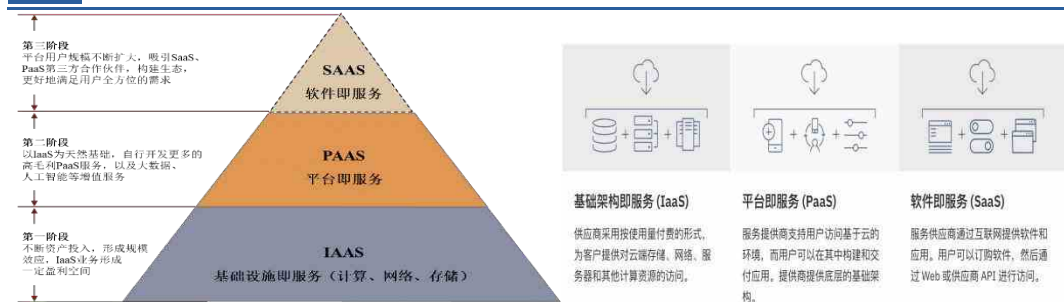 第三阶段
平台用户规模不断扩大，吸引SaaS、
PaaS第三方合作伙伴，构建生态，
更好地满足用户全方位的需求
SAAS
软件即服务
第二阶段
以IaaS为天然基础，自行开发更多的
高毛利PaaS服务，以及大数据、
人工智能等增值服务
PAAS
平台即服务
第一阶段
不断资产投入，形成规模
效应，IaaS业务形成
一定盈利空间
IAAS
基础设施即服务（计算、网络、存储）
基础架构即服务 (IaaS)
供应商采用按使用量付费的形式，
为客户提供对云端存储、网络、服
务器和其他计算资源的访问。
平台即服务 (PaaS)
服务提供商支持用户访问基于云的
环境，而用户可以在其中构建和交
付应用。提供商提供底层的基础架
构。
软件即服务 (SaaS)
服务供应商通过互联网提供软件和
应用。用户可以订购软件，然后通
过 Web 或供应商 API 进行访问。